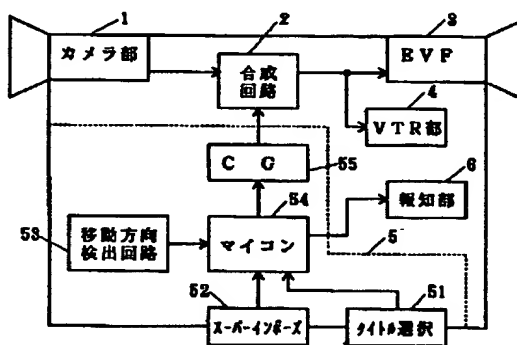 1
2
3
カメラ部
合成
回路
EVF
4
VTR部
C G
55
6
54
報知部
53
移動方向
検出回路
マイコン
5
52
51
スーパーインポーズ
タイトル選択